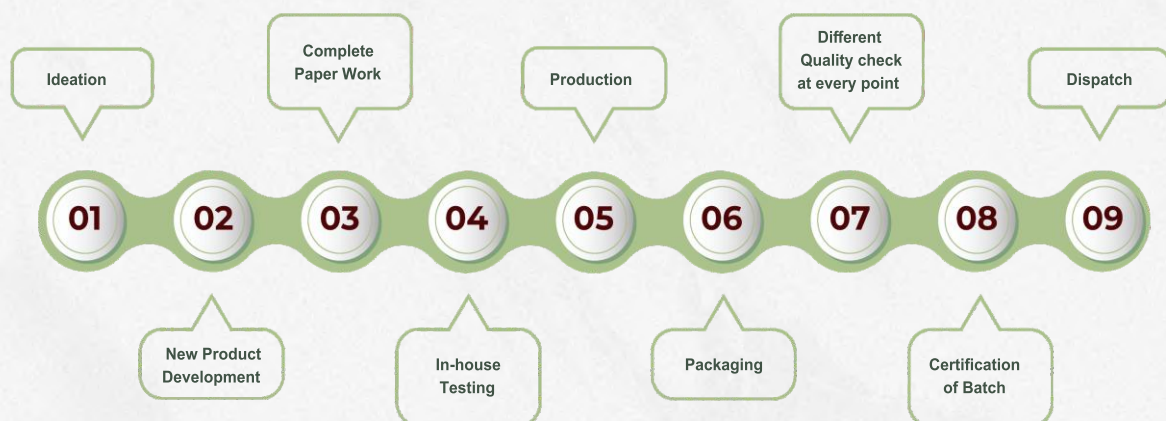 Ideation
Complete
Paper Work
Production
Different
Quality check
at every point
Dispatch
01
02
03
04
05
06
07
08
09
New Product
Development
In-house
Testing
Packaging
Certification
of Batch